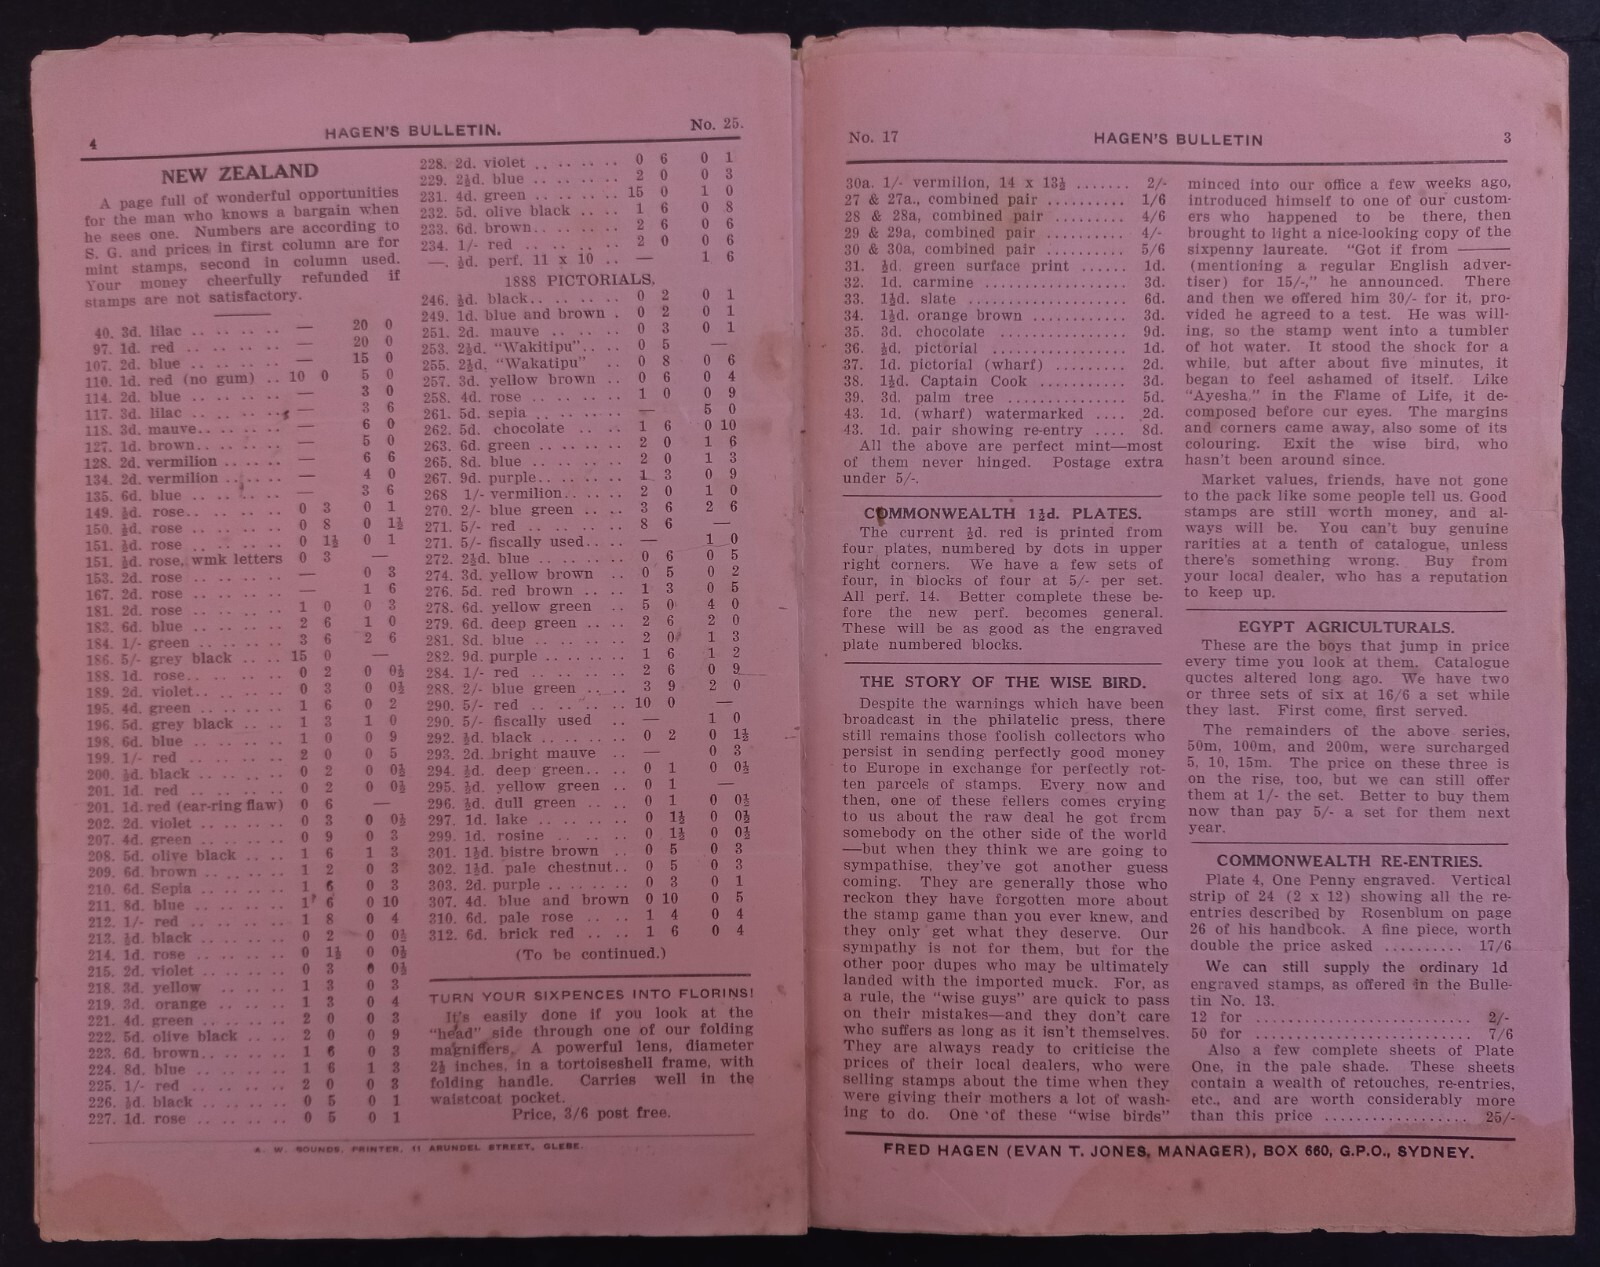 4
HAGEN'S BULLETIN.
No. 25.
NEW ZEALAND
A page full of wonderful opportunities
for the man who knows a bargain when
he sees one. Numbers are according to
S. G. and prices in first column are for
mint stamps, second in column used.
Your money cheerfully refunded if
stamps are not satisfactory.
40. 3d. lilac .. .. .. .. — 20 0
97. 1d. red .. .. .. .. — 20 0
107. 2d. blue .. .. .. .. — 15 0
110. 1d. red (no gum) .. 10 0 5 0
114. 2d. blue .. .. .. .. — 3 0
117. 3d. lilac .. .. .. .. — 3 6
118. 3d. mauve.. .. .. .. — 6 0
127. 1d. brown.. .. .. .. — 5 0
128. 2d. vermilion .. .. .. — 6 6
134. 2d. vermilion .. .. .. — 4 0
135. 6d. blue .. .. .. .. — 3 6
149. ½d. rose.. .. .. .. 0 3 0 1
150. ½d. rose .. .. .. .. 0 8 0 1½
151. ½d. rose .. .. .. .. 0 1½ 0 1
151. ½d. rose, wmk letters 0 3 —
153. 2d. rose .. .. .. .. — 0 3
167. 2d. rose .. .. .. .. — 1 6
181. 2d. rose .. .. .. .. 1 0 0 3
183. 6d. blue .. .. .. .. 2 6 1 0
184. 1/- green .. .. .. .. 3 6 2 6
186. 5/- grey black .. .. 15 0 —
188. 1d. rose.. .. .. .. 0 2 0 0½
189. 2d. violet.. .. .. .. 0 3 0 0½
195. 4d. green .. .. .. .. 1 6 0 2
196. 5d. grey black .. .. 1 3 1 0
198. 6d. blue .. .. .. .. 1 0 0 9
199. 1/- red .. .. .. .. 2 0 0 5
200. ½d. black .. .. .. .. 0 2 0 0½
201. 1d. red .. .. .. .. 0 2 0 0½
201. 1d. red (ear-ring flaw) 0 6 —
202. 2d. violet .. .. .. .. 0 3 0 0½
207. 4d. green .. .. .. .. 0 9 0 3
208. 5d. olive black .. .. 1 6 1 3
209. 6d. brown .. .. .. .. 1 2 0 3
210. 6d. Sepia .. .. .. .. 1 6 0 3
211. 8d. blue .. .. .. .. 1 6 0 10
212. 1/- red .. .. .. .. 1 8 0 4
213. ½d. black .. .. .. .. 0 2 0 0½
214. 1d. rose .. .. .. .. 0 1½ 0 0½
215. 2d. violet .. .. .. .. 0 3 0 0½
218. 3d. yellow .. .. .. .. 1 3 0 3
219. 3d. orange .. .. .. .. 1 3 0 4
221. 4d. green .. .. .. .. 2 0 0 3
222. 5d. olive black .. .. 2 0 0 9
223. 6d. brown.. .. .. .. 1 6 0 3
224. 8d. blue .. .. .. .. 1 6 1 3
225. 1/- red .. .. .. .. 2 0 0 3
226. ½d. black .. .. .. .. 0 5 0 1
227. 1d. rose .. .. .. .. 0 5 0 1
228. 2d. violet .. .. .. .. 0 6 0 1
229. 2½d. blue .. .. .. .. 2 0 0 3
231. 4d. green .. .. .. .. 15 0 1 0
232. 5d. olive black .. .. 1 6 0 8
233. 6d. brown.. .. .. .. 2 6 0 6
234. 1/- red .. .. .. .. 2 0 0 6
—. ½d. perf. 11 x 10 .. — 1 6
1888 PICTORIALS,
246. ½d. black.. .. .. .. 0 2 0 1
249. 1d. blue and brown . 0 2 0 1
251. 2d. mauve .. .. .. .. 0 3 0 1
253. 2½d. "Wakitipu".. .. 0 5 —
255. 2½d. "Wakatipu" .. 0 8 0 6
257. 3d. yellow brown .. 0 6 0 4
258. 4d. rose .. .. .. .. 1 0 0 9
261. 5d. sepia .. .. .. .. — 5 0
262. 5d. chocolate .. .. 1 6 0 10
263. 6d. green .. .. .. .. 2 0 1 6
265. 8d. blue .. .. .. .. 2 0 1 3
267. 9d. purple.. .. .. .. 1 3 0 9
268 1/- vermilion.. .. .. 2 0 1 0
270. 2/- blue green .. .. 3 6 2 6
271. 5/- red .. .. .. .. 8 6 —
271. 5/- fiscally used.. .. — 1 0
272. 2½d. blue .. .. .. .. 0 6 0 5
274. 3d. yellow brown .. 0 5 0 2
276. 5d. red brown .. .. 1 3 0 5
278. 6d. yellow green .. 5 0 4 0
279. 6d. deep green .. .. 2 6 2 0
281. 8d. blue .. .. .. .. 2 0 1 3
282. 9d. purple .. .. .. .. 1 6 1 2
284. 1/- red .. .. .. .. 2 6 0 9
288. 2/- blue green .. .. 3 9 2 0
290. 5/- red .. .. .. .. 10 0 —
290. 5/- fiscally used .. — 1 0
292. ½d. black .. .. .. .. 0 2 0 1½
293. 2d. bright mauve .. — 0 3
294. ½d. deep green.. .. 0 1 0 0½
295. ½d. yellow green .. 0 1 —
296. ½d. dull green .. .. 0 1 0 0½
297. 1d. lake .. .. .. .. 0 1½ 0 0½
299. 1d. rosine .. .. .. 0 1½ 0 0½
301. 1½d. bistre brown .. 0 5 0 3
302. 1½d. pale chestnut.. 0 5 0 3
303. 2d. purple .. .. .. .. 0 3 0 1
307. 4d. blue and brown 0 10 0 5
310. 6d. pale rose .. .. 1 4 0 4
312. 6d. brick red .. .. 1 6 0 4
(To be continued.)
TURN YOUR SIXPENCES INTO FLORINS!
It's easily done if you look at the
"head" side through one of our folding
magnifiers. A powerful lens, diameter
2½ inches, in a tortoiseshell frame, with
folding handle. Carries well in the
waistcoat pocket.
Price, 3/6 post free.
A. W. BOUNDS, PRINTER, 11 ARUNDEL STREET, GLEBE.
No. 17
HAGEN'S BULLETIN
3
30a. 1/- vermilion, 14 x 13½ ....... 2/-
27 & 27a., combined pair .......... 1/6
28 & 28a, combined pair ......... 4/6
29 & 29a, combined pair .......... 4/-
30 & 30a, combined pair .......... 5/6
31. ½d. green surface print ...... 1d.
32. 1d. carmine ................. 3d.
33. 1½d. slate ................... 6d.
34. 1½d. orange brown ........... 3d.
35. 3d. chocolate ................ 9d.
36. ½d. pictorial ................ 1d.
37. 1d. pictorial (wharf) ......... 2d.
38. 1½d. Captain Cook ........... 3d.
39. 3d. palm tree ............... 5d.
43. 1d. (wharf) watermarked .... 2d.
43. 1d. pair showing re-entry .... 8d.
All the above are perfect mint—most
of them never hinged. Postage extra
under 5/-.
COMMONWEALTH 1½d. PLATES.
The current ½d. red is printed from
four plates, numbered by dots in upper
right corners. We have a few sets of
four, in blocks of four at 5/- per set.
All perf. 14. Better complete these be-
fore the new perf. becomes general.
These will be as good as the engraved
plate numbered blocks.
THE STORY OF THE WISE BIRD.
Despite the warnings which have been
broadcast in the philatelic press, there
still remains those foolish collectors who
persist in sending perfectly good money
to Europe in exchange for perfectly rot-
ten parcels of stamps. Every now and
then, one of these fellers comes crying
to us about the raw deal he got from
somebody on the other side of the world
—but when they think we are going to
sympathise, they've got another guess
coming. They are generally those who
reckon they have forgotten more about
the stamp game than you ever knew, and
they only get what they deserve. Our
sympathy is not for them, but for the
other poor dupes who may be ultimately
landed with the imported muck. For, as
a rule, the "wise guys" are quick to pass
on their mistakes—and they don't care
who suffers as long as it isn't themselves.
They are always ready to criticise the
prices of their local dealers, who were
selling stamps about the time when they
were giving their mothers a lot of wash-
ing to do. One of these "wise birds"
minced into our office a few weeks ago,
introduced himself to one of our custom-
ers who happened to be there, then
brought to light a nice-looking copy of the
sixpenny laureate. "Got if from ———
(mentioning a regular English adver-
tiser) for 15/-," he announced. There
and then we offered him 30/- for it, pro-
vided he agreed to a test. He was will-
ing, so the stamp went into a tumbler
of hot water. It stood the shock for a
while, but after about five minutes, it
began to feel ashamed of itself. Like
"Ayesha" in the Flame of Life, it de-
composed before our eyes. The margins
and corners came away, also some of its
colouring. Exit the wise bird, who
hasn't been around since.
Market values, friends, have not gone
to the pack like some people tell us. Good
stamps are still worth money, and al-
ways will be. You can't buy genuine
rarities at a tenth of catalogue, unless
there's something wrong. Buy from
your local dealer, who has a reputation
to keep up.
EGYPT AGRICULTURALS.
These are the boys that jump in price
every time you look at them. Catalogue
quotes altered long ago. We have two
or three sets of six at 16/6 a set while
they last. First come, first served.
The remainders of the above series,
50m, 100m, and 200m, were surcharged
5, 10, 15m. The price on these three is
on the rise, too, but we can still offer
them at 1/- the set. Better to buy them
now than pay 5/- a set for them next
year.
COMMONWEALTH RE-ENTRIES.
Plate 4, One Penny engraved. Vertical
strip of 24 (2 x 12) showing all the re-
entries described by Rosenblum on page
26 of his handbook. A fine piece, worth
double the price asked .......... 17/6
We can still supply the ordinary 1d
engraved stamps, as offered in the Bulle-
tin No. 13.
12 for ............................ 2/-
50 for ............................ 7/6
Also a few complete sheets of Plate
One, in the pale shade. These sheets
contain a wealth of retouches, re-entries,
etc., and are worth considerably more
than this price .................. 25/-
FRED HAGEN (EVAN T. JONES, MANAGER), BOX 660, G.P.O., SYDNEY.